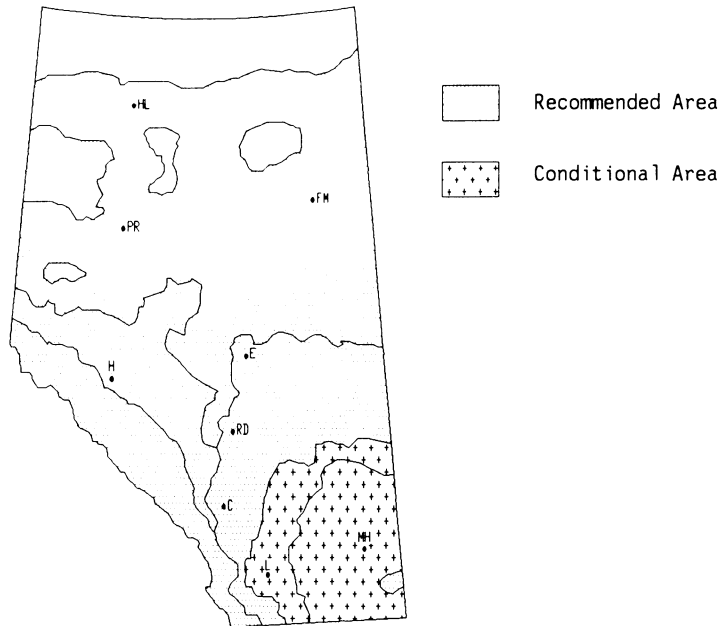 HL
Recommended Area
Conditional Area
FM
PR
E
H
RD
C
MH
L